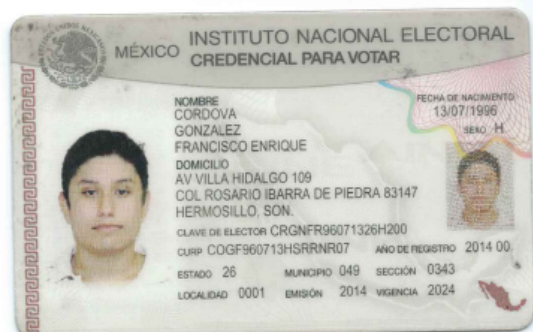 MÉXICO INSTITUTO NACIONAL ELECTORAL
CREDENCIAL PARA VOTAR
NOMBRE
CORDOVA
GONZALEZ
FRANCISCO ENRIQUE
FECHA DE NACIMIENTO
13/07/1996
SEXO H
DOMICILIO
AV VILLA HIDALGO 109
COL ROSARIO IBARRA DE PIEDRA 83147
HERMOSILLO, SON.
CLAVE DE ELECTOR CRGNFR96071326H200
CURP COGF960713HSRRNR07 AÑO DE REGISTRO 2014 00
ESTADO 26 MUNICIPIO 049 SECCIÓN 0343
LOCALIDAD 0001 EMISIÓN 2014 VIGENCIA 2024